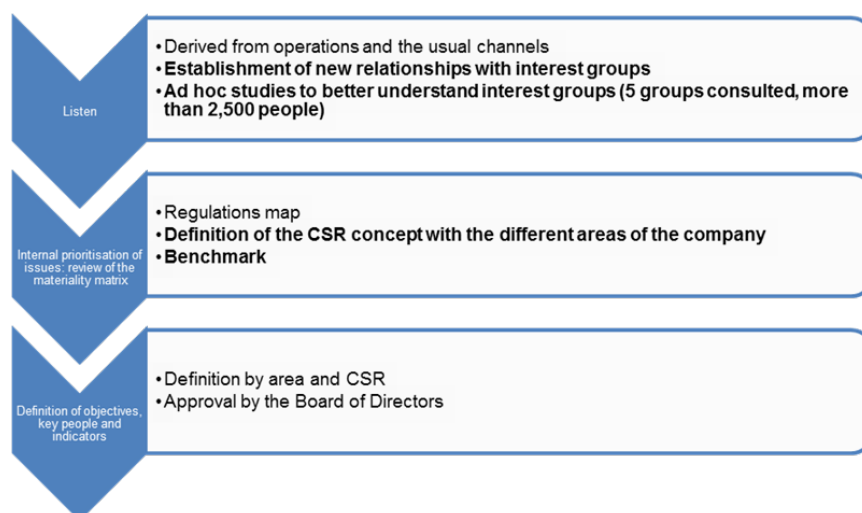 Listen
•Derived from operations and the usual channels
•Establishment of new relationships with interest groups
•Ad hoc studies to better understand interest groups (5 groups consulted, more
than 2,500 people)
Internal prioritisation of
issues: review of the
materiality matrix
•Regulations map
•Definition of the CSR concept with the different areas of the company
•Benchmark
Definition of objectives,
key people and
indicators
•Definition by area and CSR
•Approval by the Board of Directors